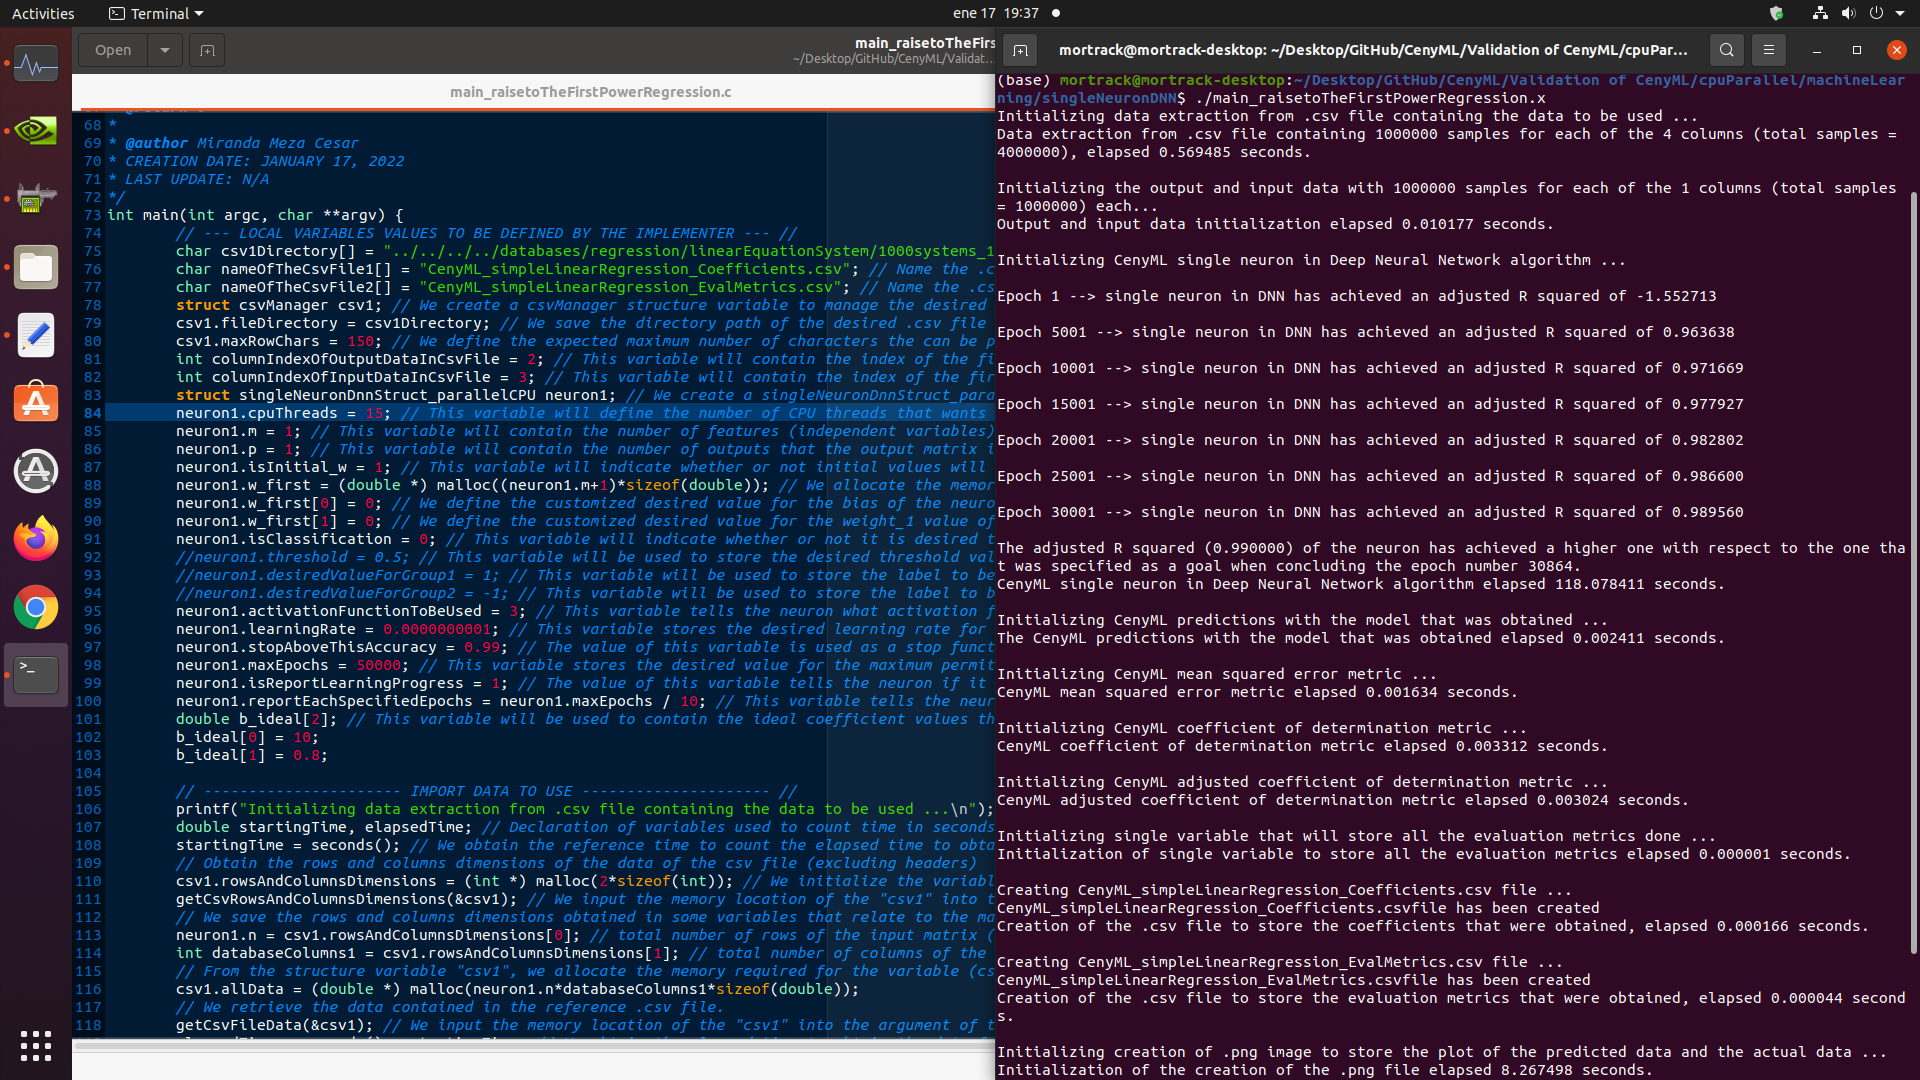 Activities
Terminal
ene 17  19:37
Open
main_raisetoTheFirs
~/Desktop/GitHub/CenyML/Validat...
main_raisetoTheFirstPowerRegression.c
68 *
69 * @author Miranda Meza Cesar
70 * CREATION DATE: JANUARY 17, 2022
71 * LAST UPDATE: N/A
72 */
73 int main(int argc, char **argv) {
74 // --- LOCAL VARIABLES VALUES TO BE DEFINED BY THE IMPLEMENTER --- //
75 char csv1Directory[] = "../../../../databases/regression/linearEquationSystem/1000systems_1
76 char nameOfTheCsvFile1[] = "CenyML_simpleLinearRegression_Coefficients.csv"; // Name the .c
77 char nameOfTheCsvFile2[] = "CenyML_simpleLinearRegression_EvalMetrics.csv"; // Name the .cs
78 struct csvManager csv1; // We create a csvManager structure variable to manage the desired
79 csv1.fileDirectory = csv1Directory; // We save the directory path of the desired .csv file
80 csv1.maxRowChars = 150; // We define the expected maximum number of characters the can be p
81 int columnIndexOfOutputDataInCsvFile = 2; // This variable will contain the index of the fi
82 int columnIndexOfInputDataInCsvFile = 3; // This variable will contain the index of the fir
83 struct singleNeuronDnnStruct_parallelCPU neuron1; // We create a singleNeuronDnnStruct_para
84 neuron1.cpuThreads = 15; // This variable will define the number of CPU threads that wants
85 neuron1.m = 1; // This variable will contain the number of features (independent variables)
86 neuron1.p = 1; // This variable will contain the number of outputs that the output matrix i
87 neuron1.isInitial_w = 1; // This variable will indicate whether or not initial values will
88 neuron1.w_first = (double *) malloc((neuron1.m+1)*sizeof(double)); // We allocate the memor
89 neuron1.w_first[0] = 0; // We define the customized desired value for the bias of the neuro
90 neuron1.w_first[1] = 0; // We define the customized desired value for the weight_1 value of
91 neuron1.isClassification = 0; // This variable will indicate whether or not it is desired t
92 //neuron1.threshold = 0.5; // This variable will be used to store the desired threshold val
93 //neuron1.desiredValueForGroup1 = 1; // This variable will be used to store the label to be
94 //neuron1.desiredValueForGroup2 = -1; // This variable will be used to store the label to b
95 neuron1.activationFunctionToBeUsed = 3; // This variable tells the neuron what activation f
96 neuron1.learningRate = 0.0000000001; // This variable stores the desired learning rate for
97 neuron1.stopAboveThisAccuracy = 0.99; // The value of this variable is used as a stop funct
98 neuron1.maxEpochs = 50000; // This variable stores the desired value for the maximum permit
99 neuron1.isReportLearningProgress = 1; // The value of this variable tells the neuron if it
100 neuron1.reportEachSpecifiedEpochs = neuron1.maxEpochs / 10; // This variable tells the neur
101 double b_ideal[2]; // This variable will be used to contain the ideal coefficient values th
102 b_ideal[0] = 10;
103 b_ideal[1] = 0.8;
104
105 // ---------------------- IMPORT DATA TO USE --------------------- //
106 printf("Initializing data extraction from .csv file containing the data to be used ...\n");
107 double startingTime, elapsedTime; // Declaration of variables used to count time in seconds
108 startingTime = seconds(); // We obtain the reference time to count the elapsed time to obta
109 // Obtain the rows and columns dimensions of the data of the csv file (excluding headers)
110 csv1.rowsAndColumnsDimensions = (int *) malloc(2*sizeof(int)); // We initialize the variabl
111 getCsvRowsAndColumnsDimensions(&csv1); // We input the memory location of the "csv1" into t
112 // We save the rows and columns dimensions obtained in some variables that relate to the ma
113 neuron1.n = csv1.rowsAndColumnsDimensions[0]; // total number of rows of the input matrix (
114 int databaseColumns1 = csv1.rowsAndColumnsDimensions[1]; // total number of columns of the
115 // From the structure variable "csv1", we allocate the memory required for the variable (cs
116 csv1.allData = (double *) malloc(neuron1.n*databaseColumns1*sizeof(double));
117 // We retrieve the data contained in the reference .csv file.
118 getCsvFileData(&csv1); // We input the memory location of the "csv1" into the argument of t
mortrack@mortrack-desktop: ~/Desktop/GitHub/CenyML/Validation of CenyML/cpuPar...
(base) mortrack@mortrack-desktop:~/Desktop/GitHub/CenyML/Validation of CenyML/cpuParallel/machineLear
ning/singleNeuronDNN$ ./main_raisetoTheFirstPowerRegression.x
Initializing data extraction from .csv file containing the data to be used ...
Data extraction from .csv file containing 1000000 samples for each of the 4 columns (total samples =
4000000), elapsed 0.569485 seconds.
Initializing the output and input data with 1000000 samples for each of the 1 columns (total samples
= 1000000) each...
Output and input data initialization elapsed 0.010177 seconds.
Initializing CenyML single neuron in Deep Neural Network algorithm ...
Epoch 1 --> single neuron in DNN has achieved an adjusted R squared of -1.552713
Epoch 5001 --> single neuron in DNN has achieved an adjusted R squared of 0.963638
Epoch 10001 --> single neuron in DNN has achieved an adjusted R squared of 0.971669
Epoch 15001 --> single neuron in DNN has achieved an adjusted R squared of 0.977927
Epoch 20001 --> single neuron in DNN has achieved an adjusted R squared of 0.982802
Epoch 25001 --> single neuron in DNN has achieved an adjusted R squared of 0.986600
Epoch 30001 --> single neuron in DNN has achieved an adjusted R squared of 0.989560
The adjusted R squared (0.990000) of the neuron has achieved a higher one with respect to the one tha
t was specified as a goal when concluding the epoch number 30864.
CenyML single neuron in Deep Neural Network algorithm elapsed 118.078411 seconds.
Initializing CenyML predictions with the model that was obtained ...
The CenyML predictions with the model that was obtained elapsed 0.002411 seconds.
Initializing CenyML mean squared error metric ...
CenyML mean squared error metric elapsed 0.001634 seconds.
Initializing CenyML coefficient of determination metric ...
CenyML coefficient of determination metric elapsed 0.003312 seconds.
Initializing CenyML adjusted coefficient of determination metric ...
CenyML adjusted coefficient of determination metric elapsed 0.003024 seconds.
Initializing single variable that will store all the evaluation metrics done ...
Initialization of single variable to store all the evaluation metrics elapsed 0.000001 seconds.
Creating CenyML_simpleLinearRegression_Coefficients.csv file ...
CenyML_simpleLinearRegression_Coefficients.csvfile has been created
Creation of the .csv file to store the coefficients that were obtained, elapsed 0.000166 seconds.
Creating CenyML_simpleLinearRegression_EvalMetrics.csv file ...
CenyML_simpleLinearRegression_EvalMetrics.csvfile has been created
Creation of the .csv file to store the evaluation metrics that were obtained, elapsed 0.000044 second
s.
Initializing creation of .png image to store the plot of the predicted data and the actual data ...
Initialization of the creation of the .png file elapsed 8.267498 seconds.